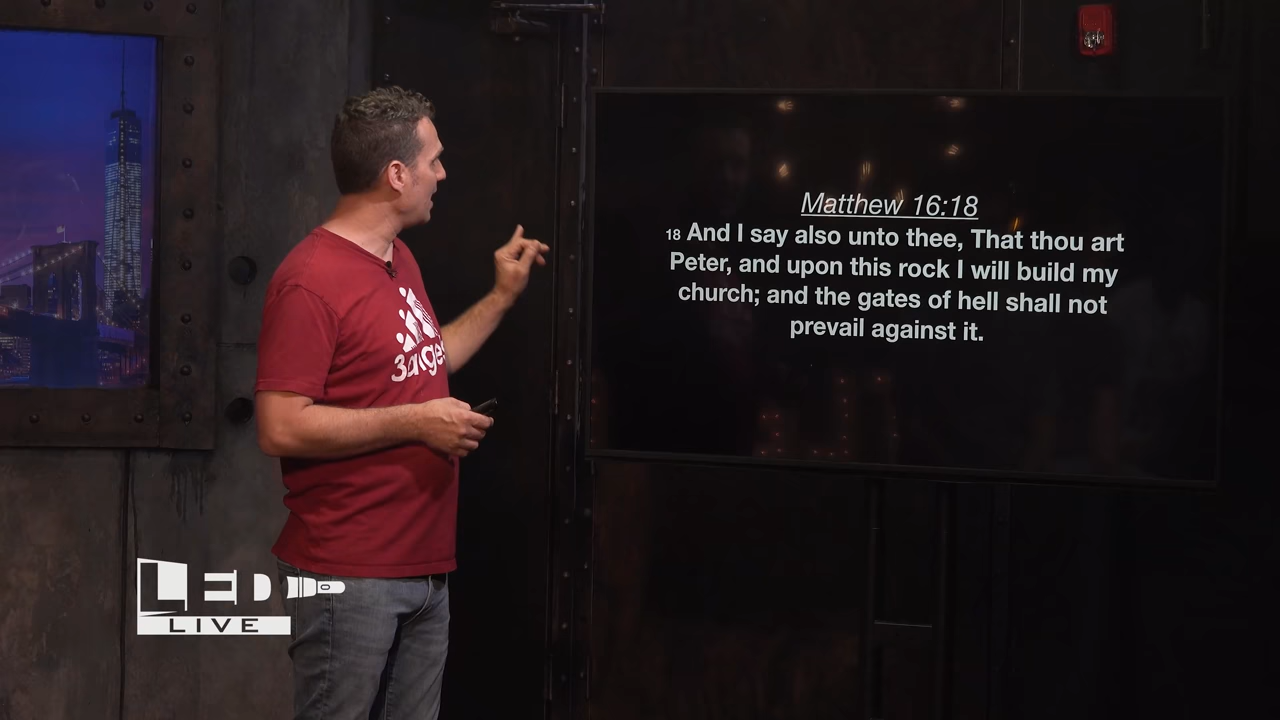 Matthew 16:18
18 And I say also unto thee, That thou art
Peter, and upon this rock I will build my
church; and the gates of hell shall not
prevail against it.
LED
LIVE